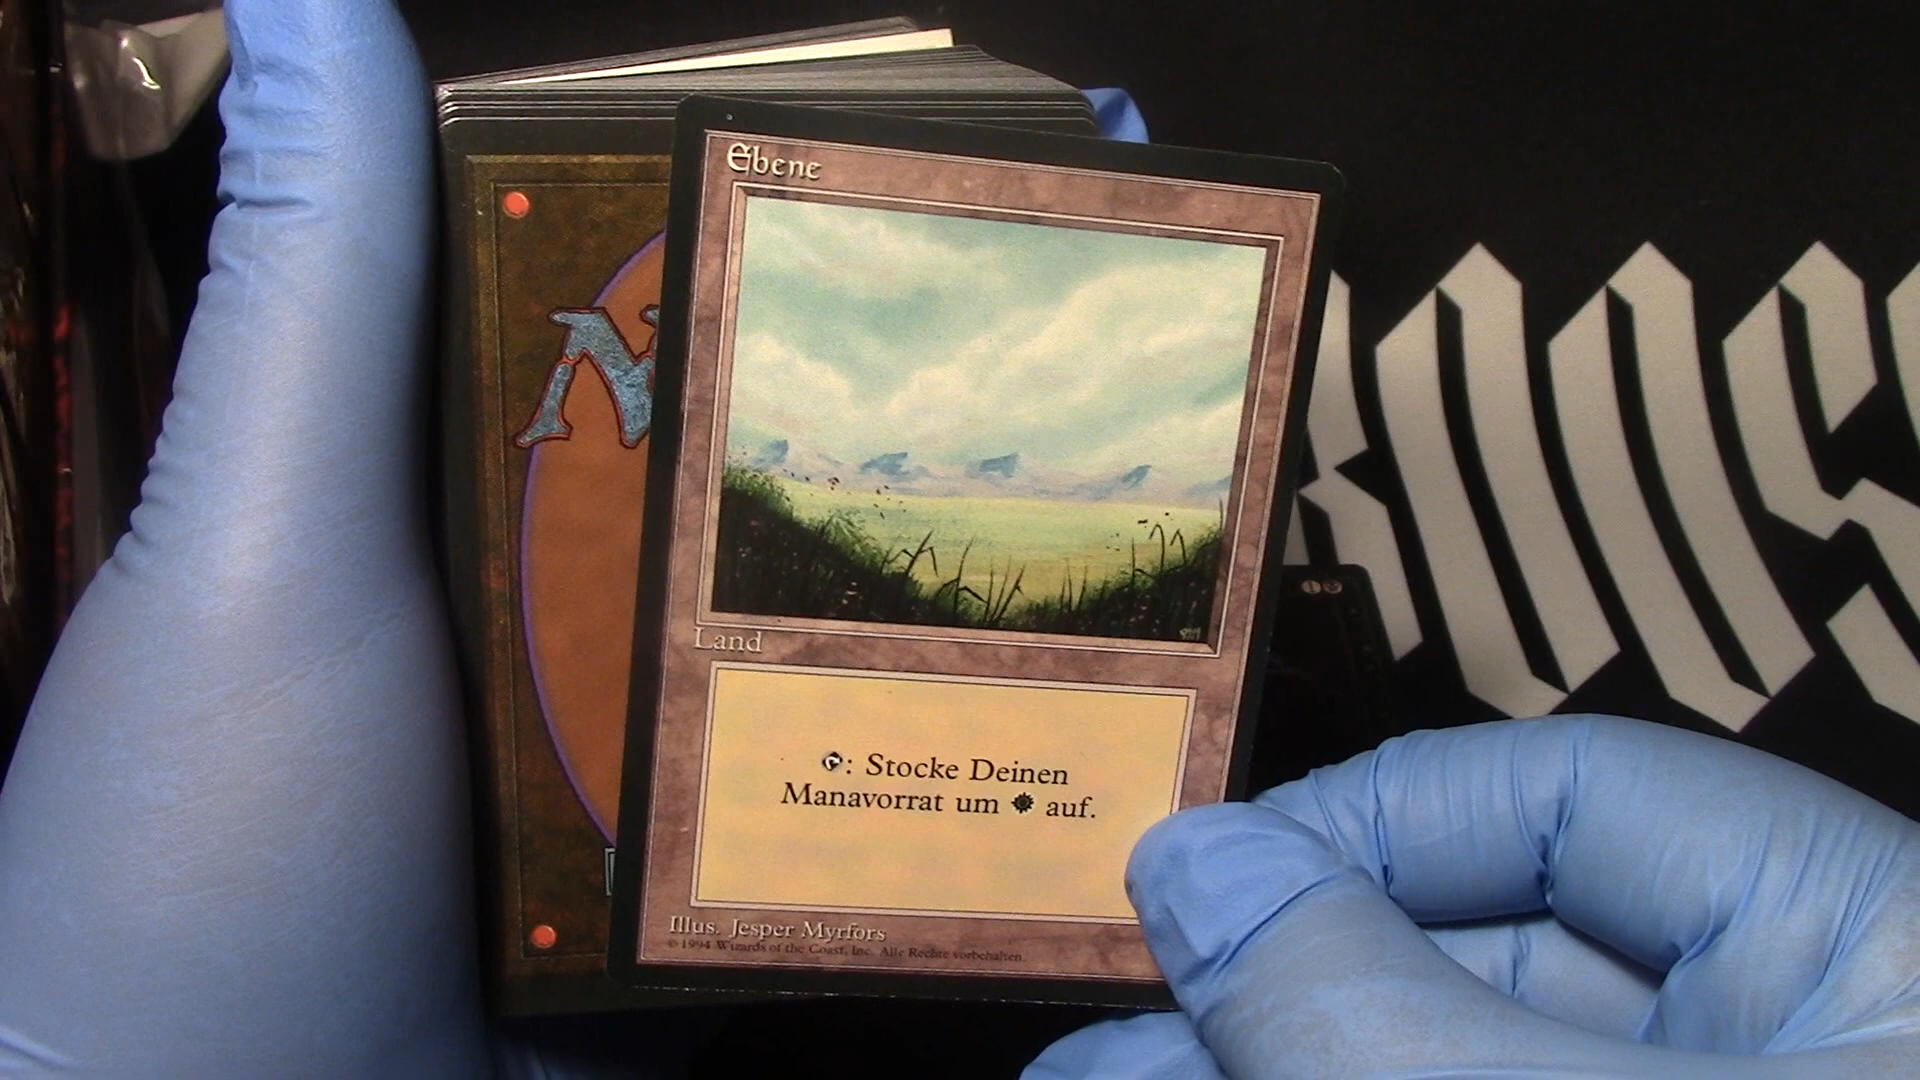 Ebene
Land
: Stocke Deinen
Manavorrat um auf.
Illus. Jesper Myrfors
© 1994 Wizards of the Coast, Inc. Alle Rechte vorbehalten.